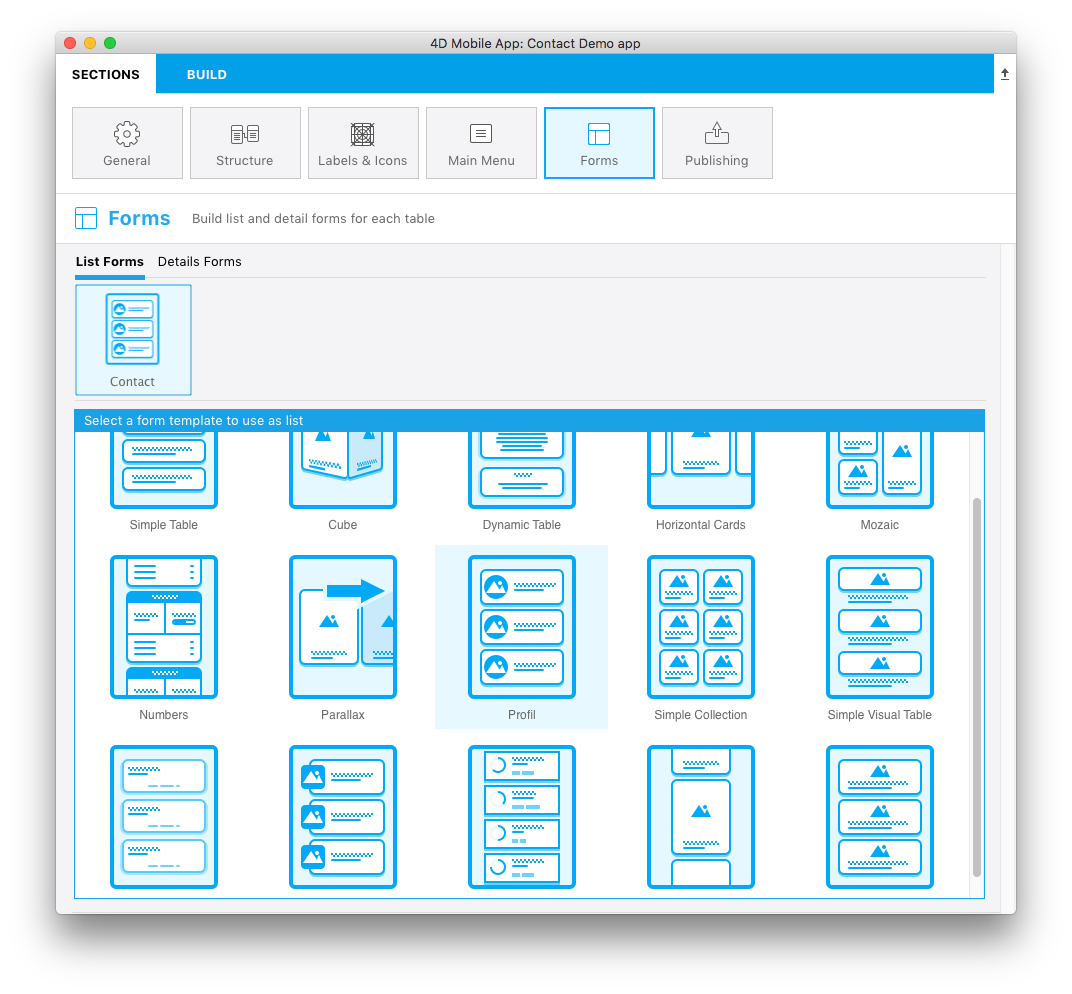 4D Mobile App: Contact Demo app
SECTIONS BUILD
General Structure Labels & Icons Main Menu Forms Publishing
Forms Build list and detail forms for each table
List Forms Details Forms
Contact
Select a form template to use as list
Simple Table Cube Dynamic Table Horizontal Cards Mozaic
Numbers Parallax Profil Simple Collection Simple Visual Table